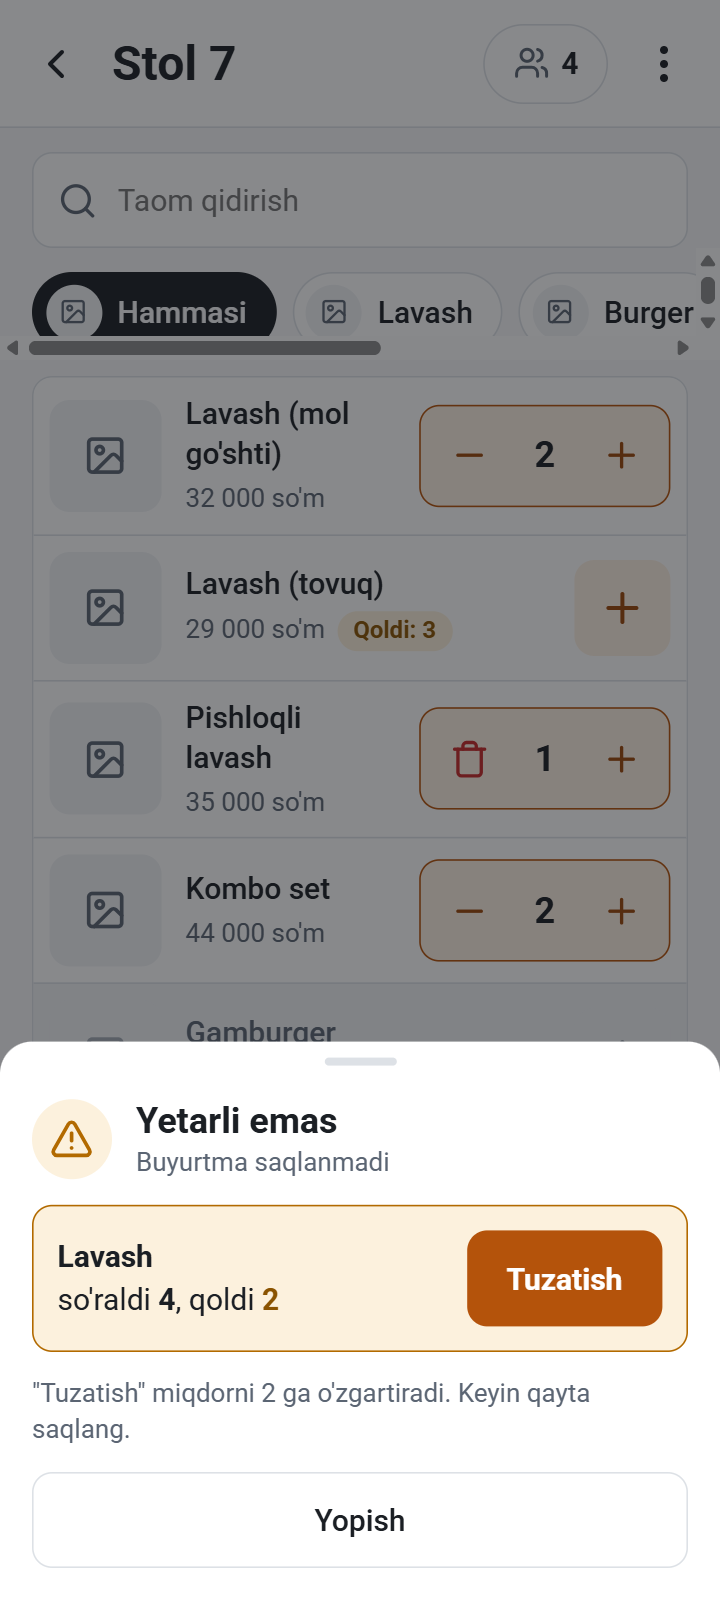 Stol 7
4
Taom qidirish
Hammasi
Lavash
Burger
Lavash (mol
go'shti)
32 000 so'm
2
Lavash (tovuq)
29 000 so'm
Qoldi: 3
Pishloqli
lavash
35 000 so'm
1
Kombo set
44 000 so'm
2
Gamburger
Yetarli emas
Buyurtma saqlanmadi
Lavash
so'raldi 4, qoldi 2
Tuzatish
"Tuzatish" miqdorni 2 ga o'zgartiradi. Keyin qayta
saqlang.
Yopish